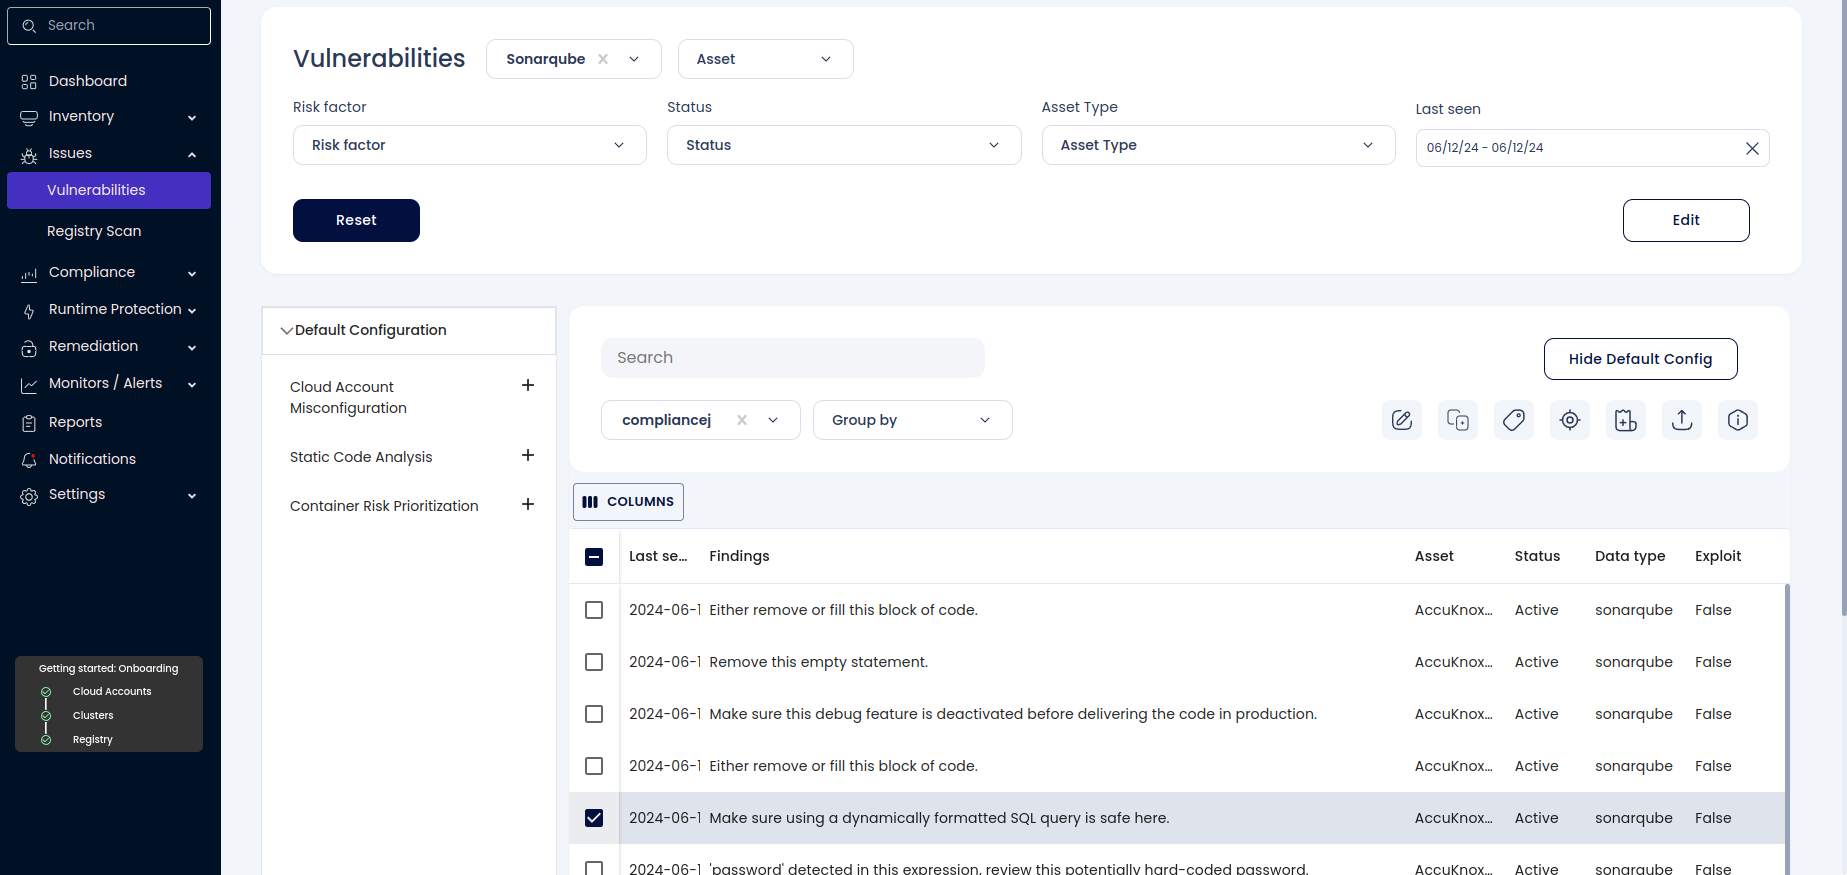 Search
Dashboard
Inventory
Issues
Vulnerabilities
Registry Scan
Compliance
Runtime Protection
Remediation
Monitors / Alerts
Reports
Notifications
Settings
Getting started: Onboarding
Cloud Accounts
Clusters
Registry
Vulnerabilities
Sonarqube
Asset
Risk factor
Status
Asset Type
Last seen
Risk factor
Status
Asset Type
06/12/24 - 06/12/24
Reset
Edit
Default Configuration
Cloud Account
Misconfiguration
Static Code Analysis
Container Risk Prioritization
Search
Hide Default Config
compliancej
Group by
COLUMNS
Last se... Findings Asset Status Data type Exploit
2024-06-1 Either remove or fill this block of code. AccuKnox... Active sonarqube False
2024-06-1 Remove this empty statement. AccuKnox... Active sonarqube False
2024-06-1 Make sure this debug feature is deactivated before delivering the code in production. AccuKnox... Active sonarqube False
2024-06-1 Either remove or fill this block of code. AccuKnox... Active sonarqube False
2024-06-1 Make sure using a dynamically formatted SQL query is safe here. AccuKnox... Active sonarqube False
2024-06-1 'password' detected in this expression, review this potentially hard-coded password. AccuKnox... Active sonarqube False